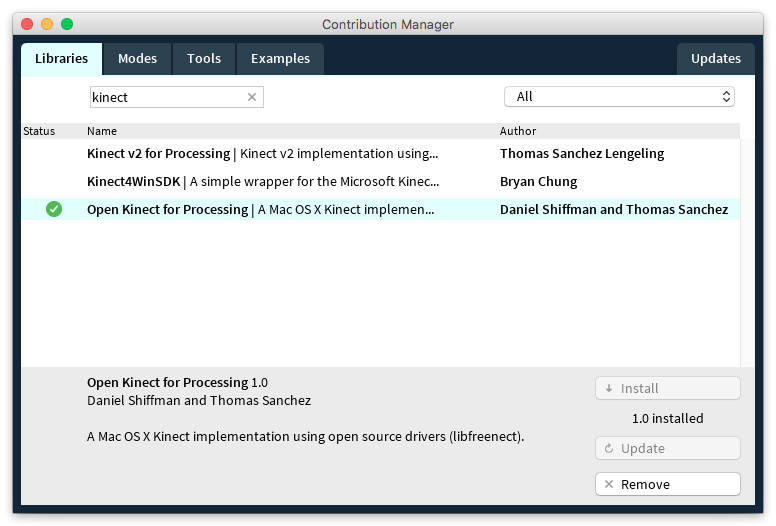 Contribution Manager
Libraries Modes Tools Examples Updates
kinect All
Status Name Author
Kinect v2 for Processing | Kinect v2 implementation using... Thomas Sanchez Lengeling
Kinect4WinSDK | A simple wrapper for the Microsoft Kinec... Bryan Chung
Open Kinect for Processing | A Mac OS X Kinect implemen... Daniel Shiffman and Thomas Sanchez
Open Kinect for Processing 1.0
Daniel Shiffman and Thomas Sanchez
A Mac OS X Kinect implementation using open source drivers (libfreenect).
Install
1.0 installed
Update
Remove